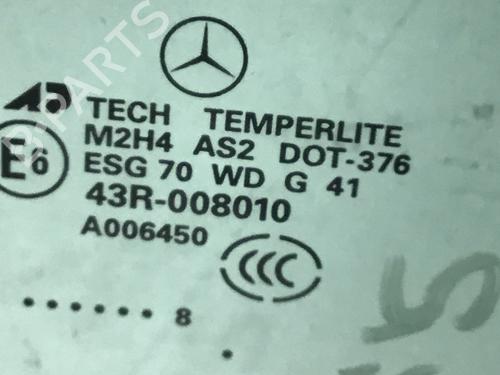 B-PARTS
TECH TEMPERLITE
M2H4 AS2 DOT-376
E6 ESG 70 WD G 41
43R-008010
A006450
CCC
...... 8
.